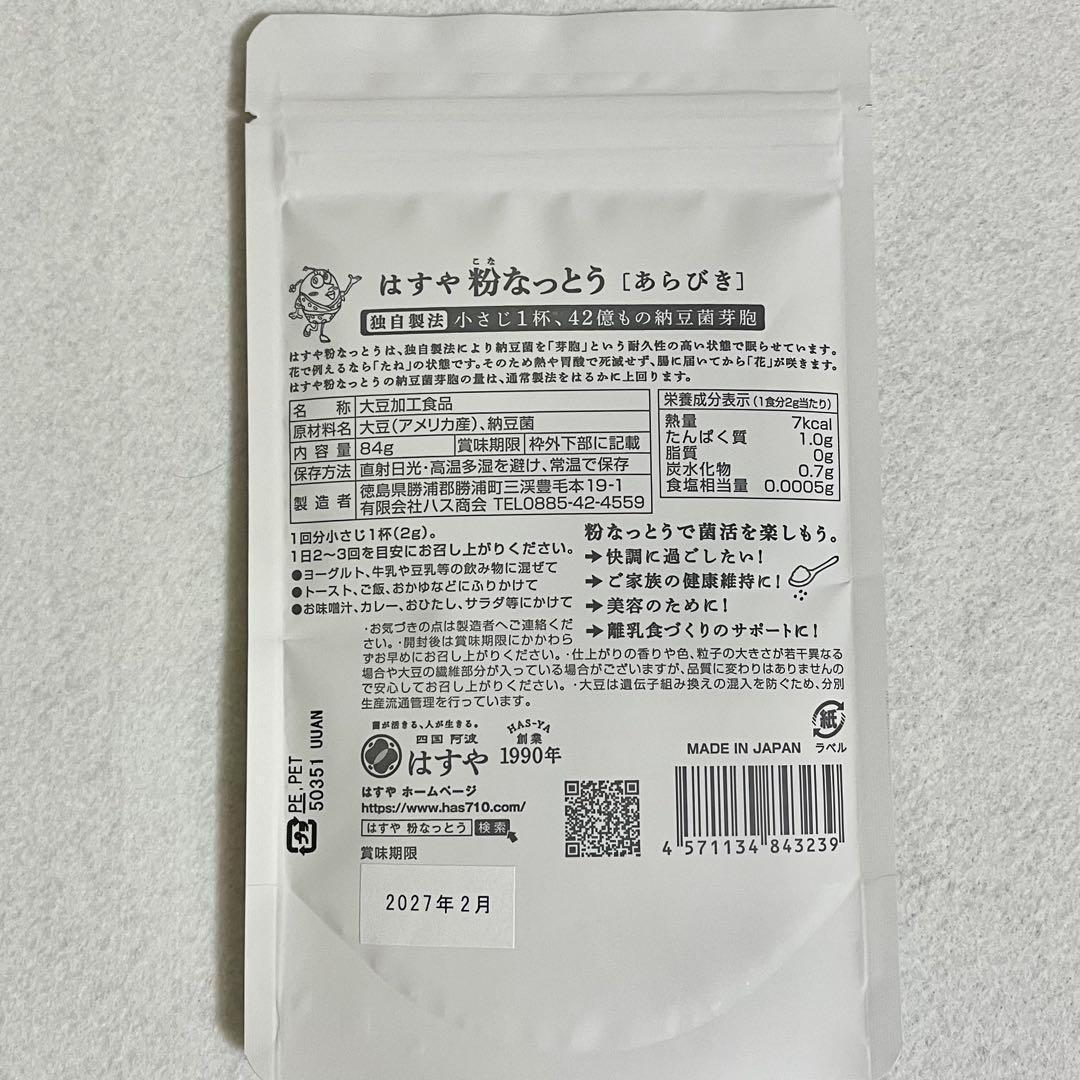 こな
はすや 粉なっとう [あらびき]
独自製法 小さじ1杯、42億もの納豆菌芽胞
はすや粉なっとうは、独自製法により納豆菌を「芽胞」という耐久性の高い状態で眠らせています。
花で例えるなら「たね」の状態です。そのため熱や胃酸で死滅せず、腸に届いてから「花」が咲きます。
はすや粉なっとうの納豆菌芽胞の量は、通常製法をはるかに上回ります。
名 称 大豆加工食品
原材料名 大豆(アメリカ産)、納豆菌
内容量 84g 賞味期限 枠外下部に記載
保存方法 直射日光・高温多湿を避け、常温で保存
製造者 徳島県勝浦郡勝浦町三渓豊毛本19-1
有限会社ハス商会 TEL0885-42-4559
栄養成分表示(1食分2g当たり)
熱量 7kcal
たんぱく質 1.0g
脂質 0g
炭水化物 0.7g
食塩相当量 0.0005g
1回分小さじ1杯(2g)。
1日2〜3回を目安にお召し上がりください。
●ヨーグルト、牛乳や豆乳等の飲み物に混ぜて
●トースト、ご飯、おかゆなどにふりかけて
●お味噌汁、カレー、おひたし、サラダ等にかけて
粉なっとうで菌活を楽しもう。
➔快調に過ごしたい!
➔ご家族の健康維持に!
➔美容のために!
➔離乳食づくりのサポートに!
・お気づきの点は製造者へご連絡くだ
さい。・開封後は賞味期限にかかわら
ずお早めにお召し上がりください。・仕上がりの香りや色、粒子の大きさが若干異なる
場合や大豆の繊維部分が入っている場合がございますが、品質に変わりはありませんの
で安心してお召し上がりください。・大豆は遺伝子組み換えの混入を防ぐため、分別
生産流通管理を行っています。
菌が活きる、人が生きる。
四国 阿波
はすや
HAS-YA
創業
1990年
はすや ホームページ
https://www.has710.com/
はすや 粉なっとう 検索
紙
ラベル
MADE IN JAPAN
4 571134 843239
プラ
PE,PET
50351 UUAN
賞味期限
2027年2月